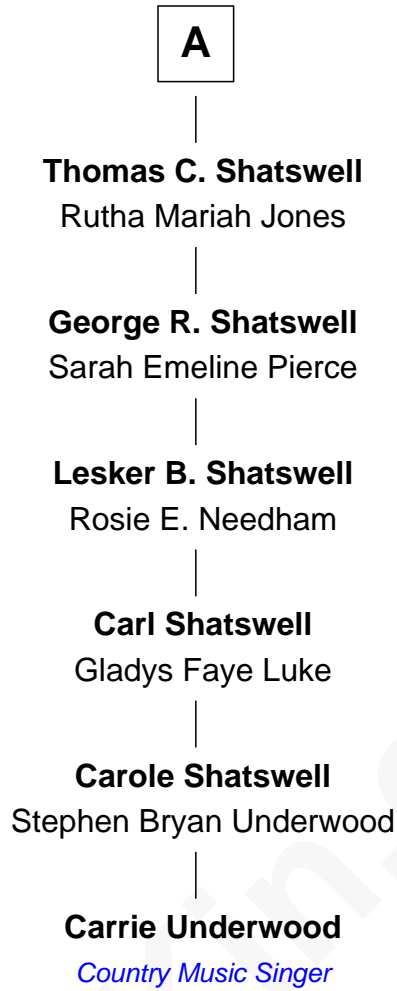 A
Thomas C. Shatswell
Rutha Mariah Jones
George R. Shatswell
Sarah Emeline Pierce
Lesker B. Shatswell
Rosie E. Needham
Carl Shatswell
Gladys Faye Luke
Carole Shatswell
Stephen Bryan Underwood
Carrie Underwood
Country Music Singer